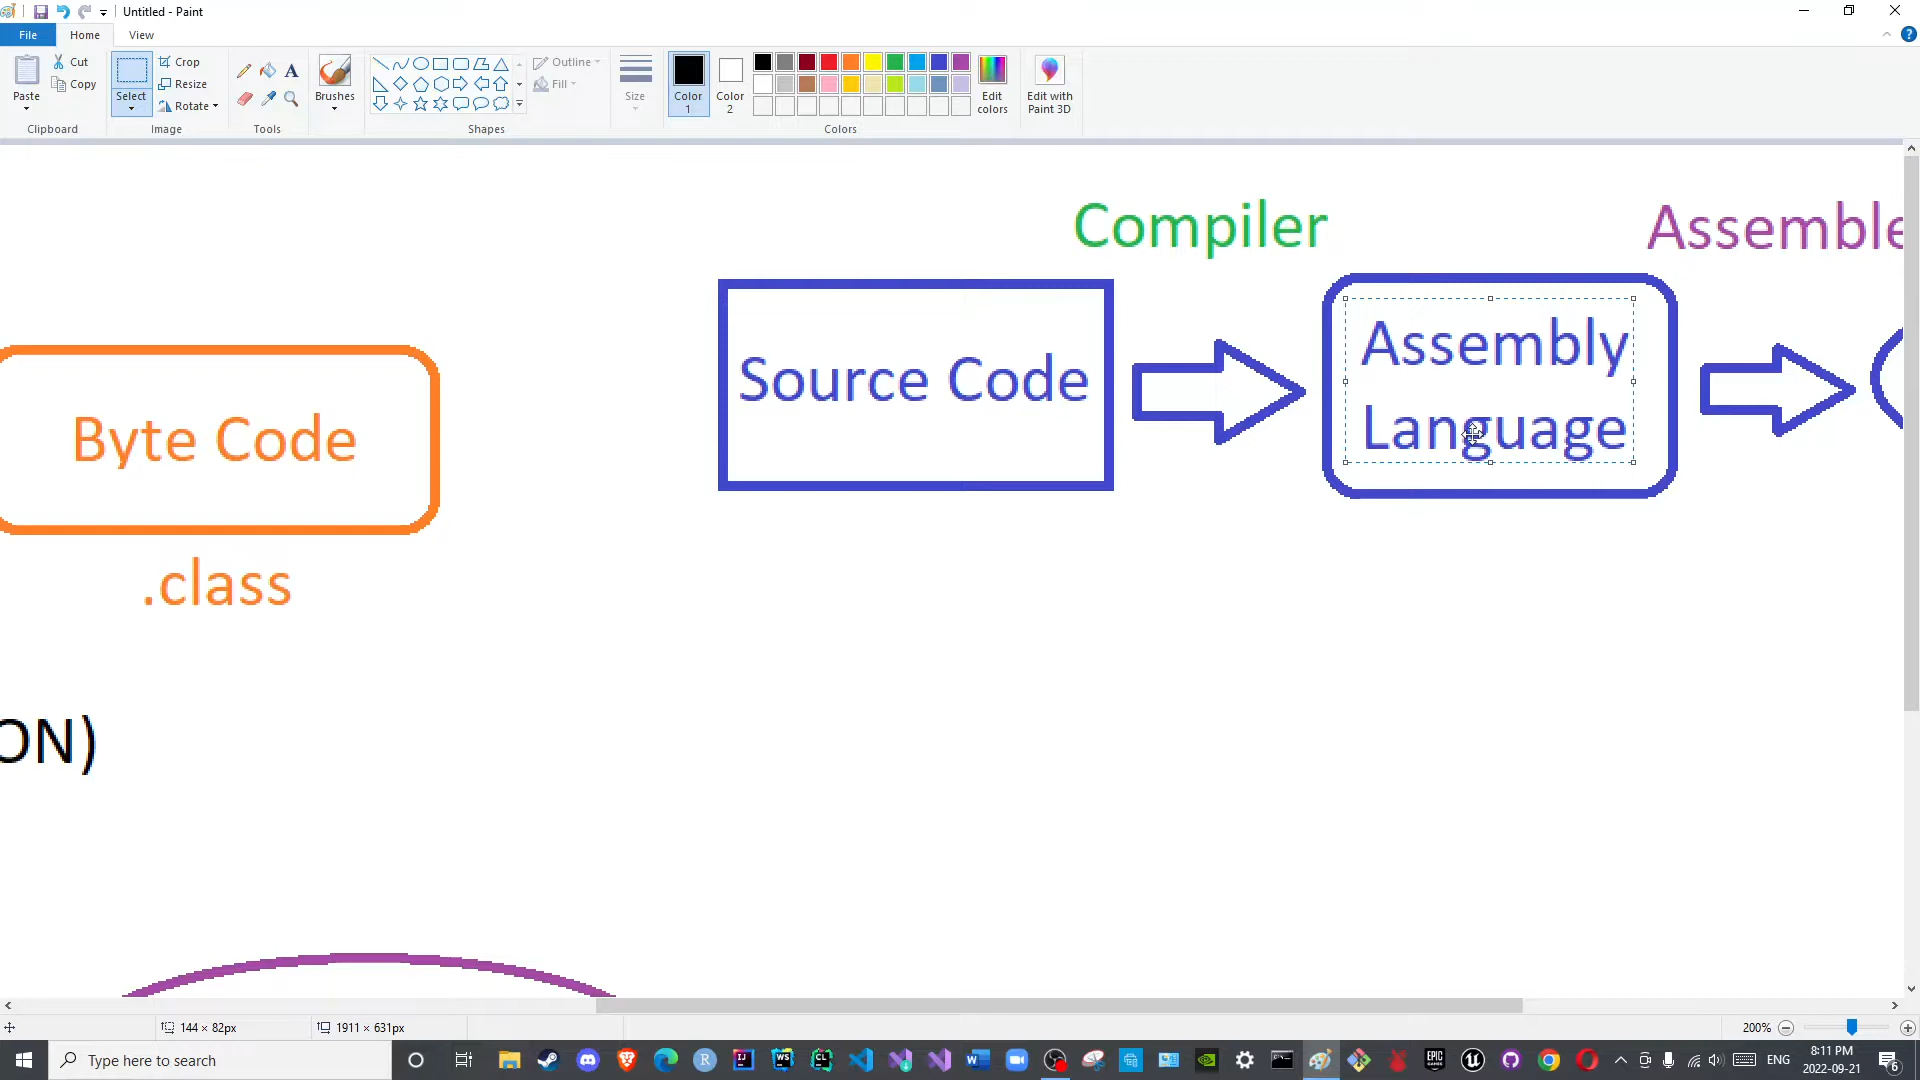 Untitled - Paint
File
Home
View
Paste
Cut
Copy
Clipboard
Select
Crop
Resize
Rotate
Image
Tools
Brushes
Shapes
Outline
Fill
Size
Color
1
Color
2
Colors
Edit
colors
Edit with
Paint 3D
Compiler
Assemble
Source Code
Assembly
Language
Byte Code
.class
ON)
144 × 82px
1911 × 631px
200%
Type here to search
ENG
8:11 PM
2022-09-21
6